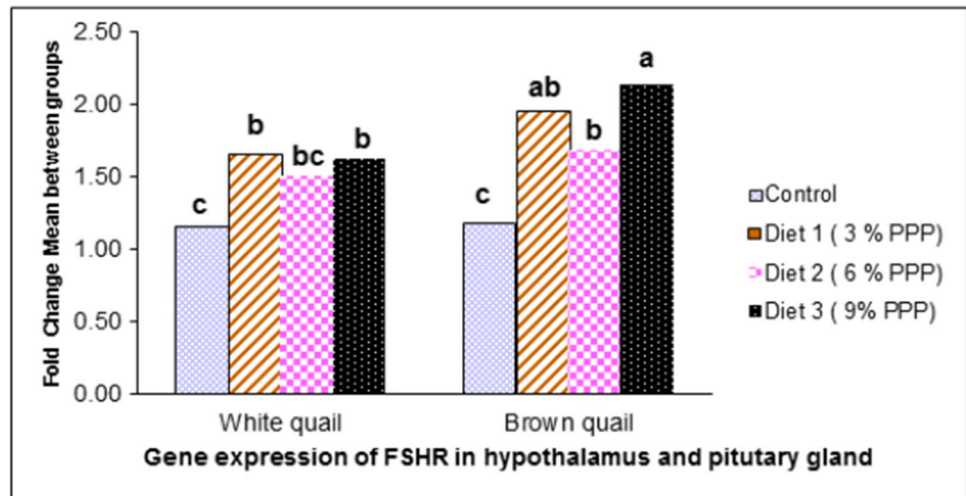 Fold Change Mean between groups
2.50
2.00
1.50
1.00
0.50
0.00
c
b
bc
b
c
ab
b
a
White quail
Brown quail
Gene expression of FSHR in hypothalamus and pitutary gland
Control
Diet 1 ( 3 % PPP)
Diet 2 ( 6 % PPP)
Diet 3 ( 9% PPP)